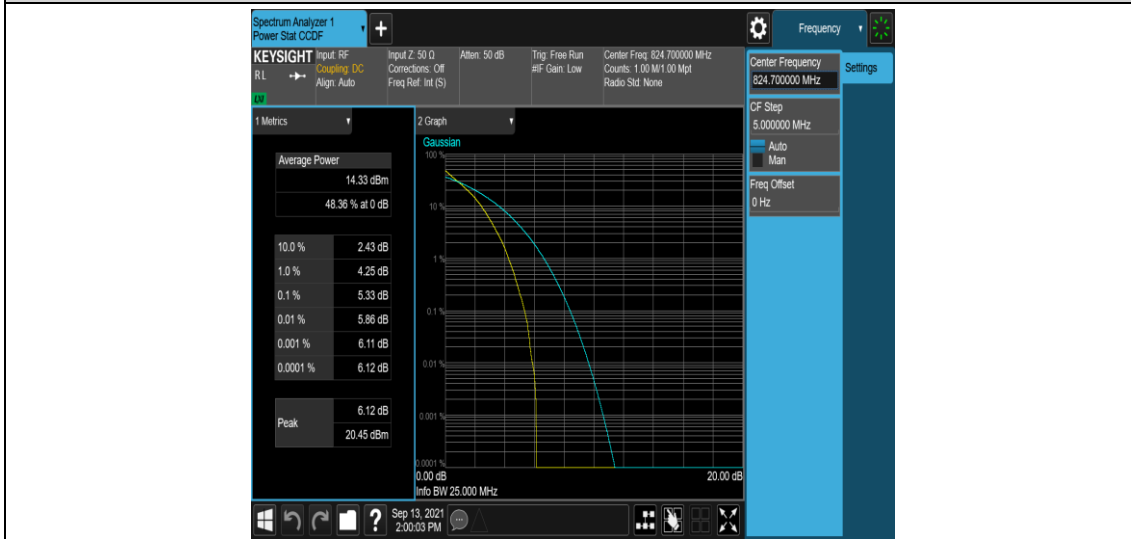 Spectrum Analyzer 1
Power Stat CCDF
+
Frequency
KEYSIGHT
R L
Input: RF
Coupling: DC
Align: Auto
Input Z: 50 Ω
Corrections: Off
Freq Ref: Int (S)
Atten: 50 dB
Trig: Free Run
#IF Gain: Low
Center Freq: 824.700000 MHz
Counts: 1.00 M/1.00 Mpt
Radio Std: None
Center Frequency
824.700000 MHz
Settings
CF Step
5.000000 MHz
Auto
Man
Freq Offset
0 Hz
1 Metrics
Average Power
14.33 dBm
48.36 % at 0 dB
10.0 % 2.43 dB
1.0 % 4.25 dB
0.1 % 5.33 dB
0.01 % 5.86 dB
0.001 % 6.11 dB
0.0001 % 6.12 dB
Peak
6.12 dB
20.45 dBm
2 Graph
Gaussian
100 %
10 %
1 %
0.1 %
0.01 %
0.001 %
0.0001 %
0.00 dB 20.00 dB
Info BW 25.000 MHz
?
Sep 13, 2021
2:00:03 PM